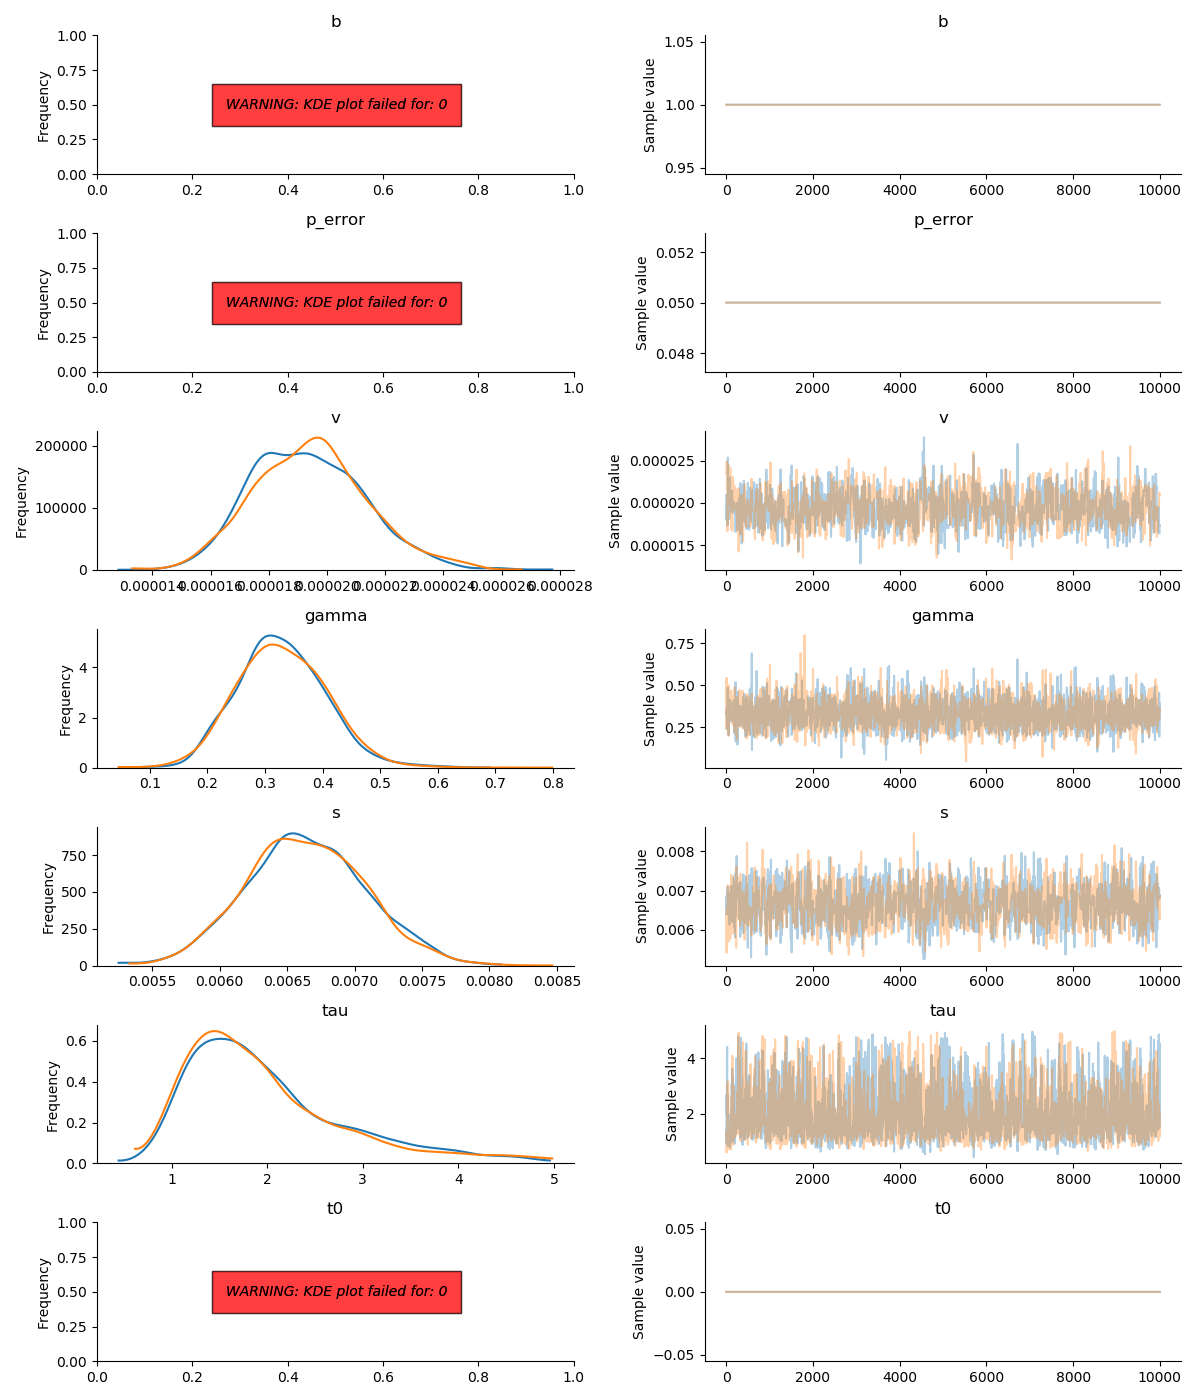 b
b
1.00
0.75
0.50
0.25
0.00
Frequency
WARNING: KDE plot failed for: 0
0.0 0.2 0.4 0.6 0.8 1.0
1.05
1.00
0.95
Sample value
0 2000 4000 6000 8000 10000
p_error
p_error
1.00
0.75
0.50
0.25
0.00
Frequency
WARNING: KDE plot failed for: 0
0.0 0.2 0.4 0.6 0.8 1.0
0.052
0.050
0.048
Sample value
0 2000 4000 6000 8000 10000
v
v
200000
100000
0
Frequency
0.000014 0.000016 0.000018 0.000020 0.000022 0.000024 0.000026 0.000028
0.000025
0.000020
0.000015
Sample value
0 2000 4000 6000 8000 10000
gamma
gamma
4
2
0
Frequency
0.1 0.2 0.3 0.4 0.5 0.6 0.7 0.8
0.75
0.50
0.25
Sample value
0 2000 4000 6000 8000 10000
s
s
750
500
250
0
Frequency
0.0055 0.0060 0.0065 0.0070 0.0075 0.0080 0.0085
0.008
0.007
0.006
Sample value
0 2000 4000 6000 8000 10000
tau
tau
0.6
0.4
0.2
0.0
Frequency
1 2 3 4 5
4
2
Sample value
0 2000 4000 6000 8000 10000
t0
t0
1.00
0.75
0.50
0.25
0.00
Frequency
WARNING: KDE plot failed for: 0
0.0 0.2 0.4 0.6 0.8 1.0
0.05
0.00
−0.05
Sample value
0 2000 4000 6000 8000 10000